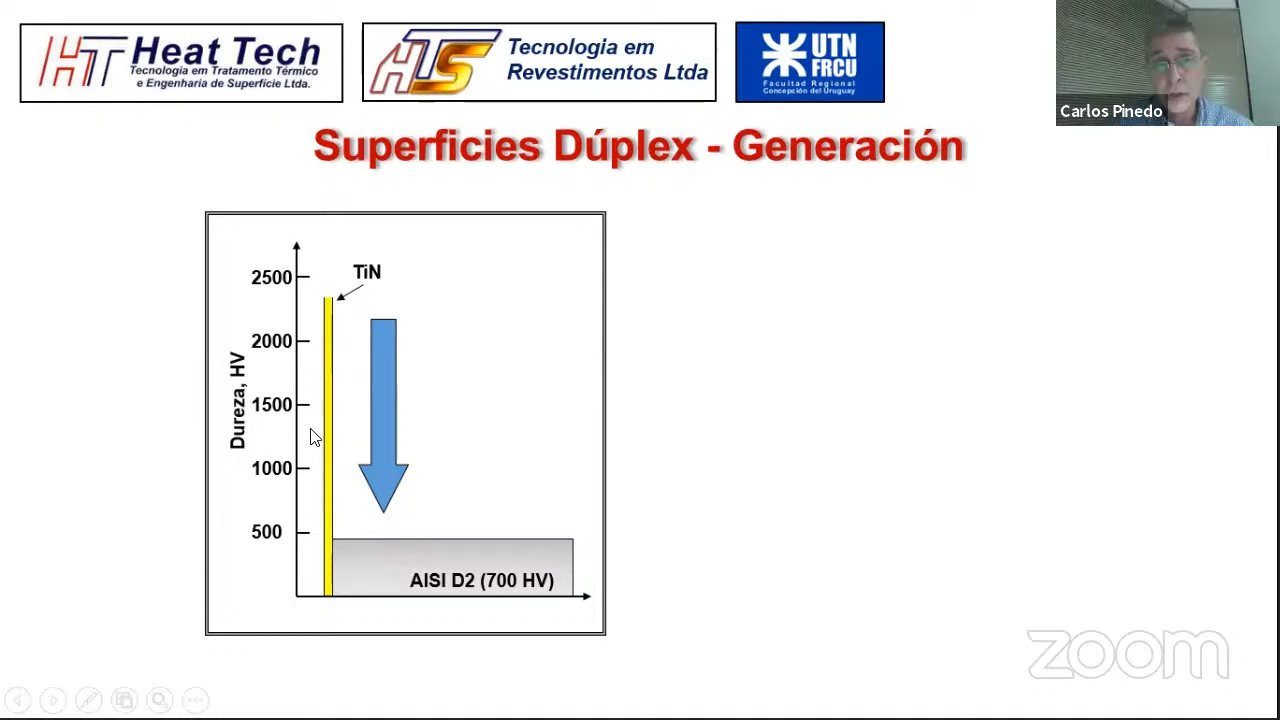 HT Heat Tech
Tecnologia em Tratamento Térmico
e Engenharia de Superfície Ltda.
HTS Tecnologia em
Revestimentos Ltda
UTN
FRCU
Facultad Regional
Concepción del Uruguay
Carlos Pinedo
Superficies Dúplex - Generación
TiN
2500
2000
1500
1000
500
Dureza, HV
AISI D2 (700 HV)
zoom